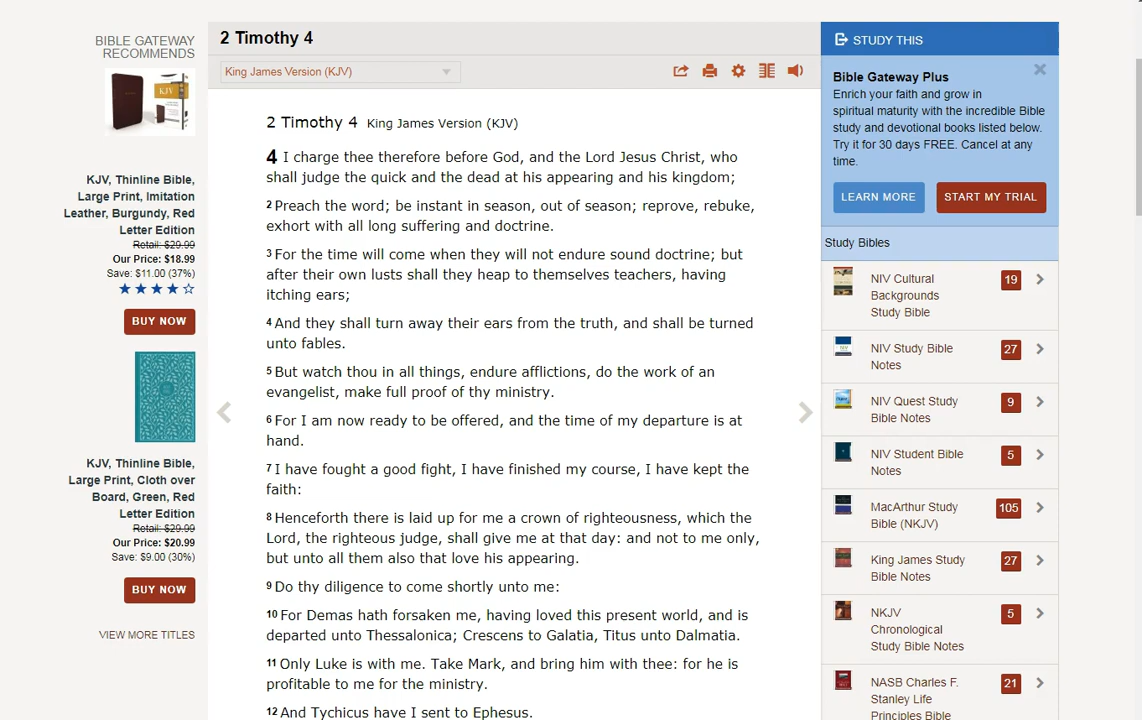 BIBLE GATEWAY
RECOMMENDS
KJV
KJV, Thinline Bible,
Large Print, Imitation
Leather, Burgundy, Red
Letter Edition
Retail: $29.99
Our Price: $18.99
Save: $11.00 (37%)
BUY NOW
KJV, Thinline Bible,
Large Print, Cloth over
Board, Green, Red
Letter Edition
Retail: $29.99
Our Price: $20.99
Save: $9.00 (30%)
BUY NOW
VIEW MORE TITLES
2 Timothy 4
King James Version (KJV)
2 Timothy 4 King James Version (KJV)
4 I charge thee therefore before God, and the Lord Jesus Christ, who
shall judge the quick and the dead at his appearing and his kingdom;
2 Preach the word; be instant in season, out of season; reprove, rebuke,
exhort with all long suffering and doctrine.
3 For the time will come when they will not endure sound doctrine; but
after their own lusts shall they heap to themselves teachers, having
itching ears;
4 And they shall turn away their ears from the truth, and shall be turned
unto fables.
5 But watch thou in all things, endure afflictions, do the work of an
evangelist, make full proof of thy ministry.
6 For I am now ready to be offered, and the time of my departure is at
hand.
7 I have fought a good fight, I have finished my course, I have kept the
faith:
8 Henceforth there is laid up for me a crown of righteousness, which the
Lord, the righteous judge, shall give me at that day: and not to me only,
but unto all them also that love his appearing.
9 Do thy diligence to come shortly unto me:
10 For Demas hath forsaken me, having loved this present world, and is
departed unto Thessalonica; Crescens to Galatia, Titus unto Dalmatia.
11 Only Luke is with me. Take Mark, and bring him with thee: for he is
profitable to me for the ministry.
12 And Tychicus have I sent to Ephesus.
STUDY THIS
Bible Gateway Plus
Enrich your faith and grow in
spiritual maturity with the incredible Bible
study and devotional books listed below.
Try it for 30 days FREE. Cancel at any
time.
LEARN MORE
START MY TRIAL
Study Bibles
NIV Cultural
Backgrounds
Study Bible
19
NIV Study Bible
Notes
27
NIV Quest Study
Bible Notes
9
NIV Student Bible
Notes
5
MacArthur Study
Bible (NKJV)
105
King James Study
Bible Notes
27
NKJV
Chronological
Study Bible Notes
5
NASB Charles F.
Stanley Life
Principles Bible
21